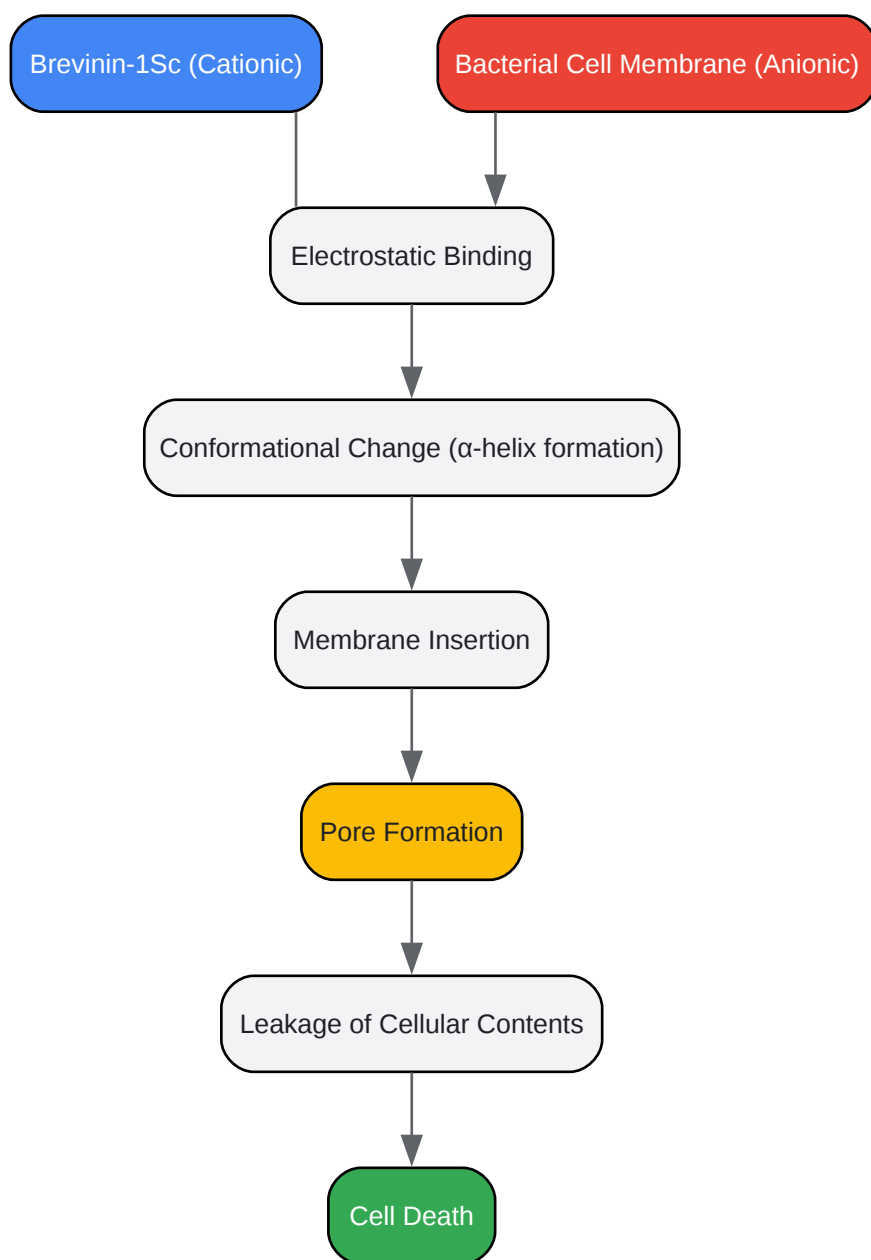 Brevinin-1Sc (Cationic)
Bacterial Cell Membrane (Anionic)
Electrostatic Binding
Conformational Change (α-helix formation)
Membrane Insertion
Pore Formation
Leakage of Cellular Contents
Cell Death